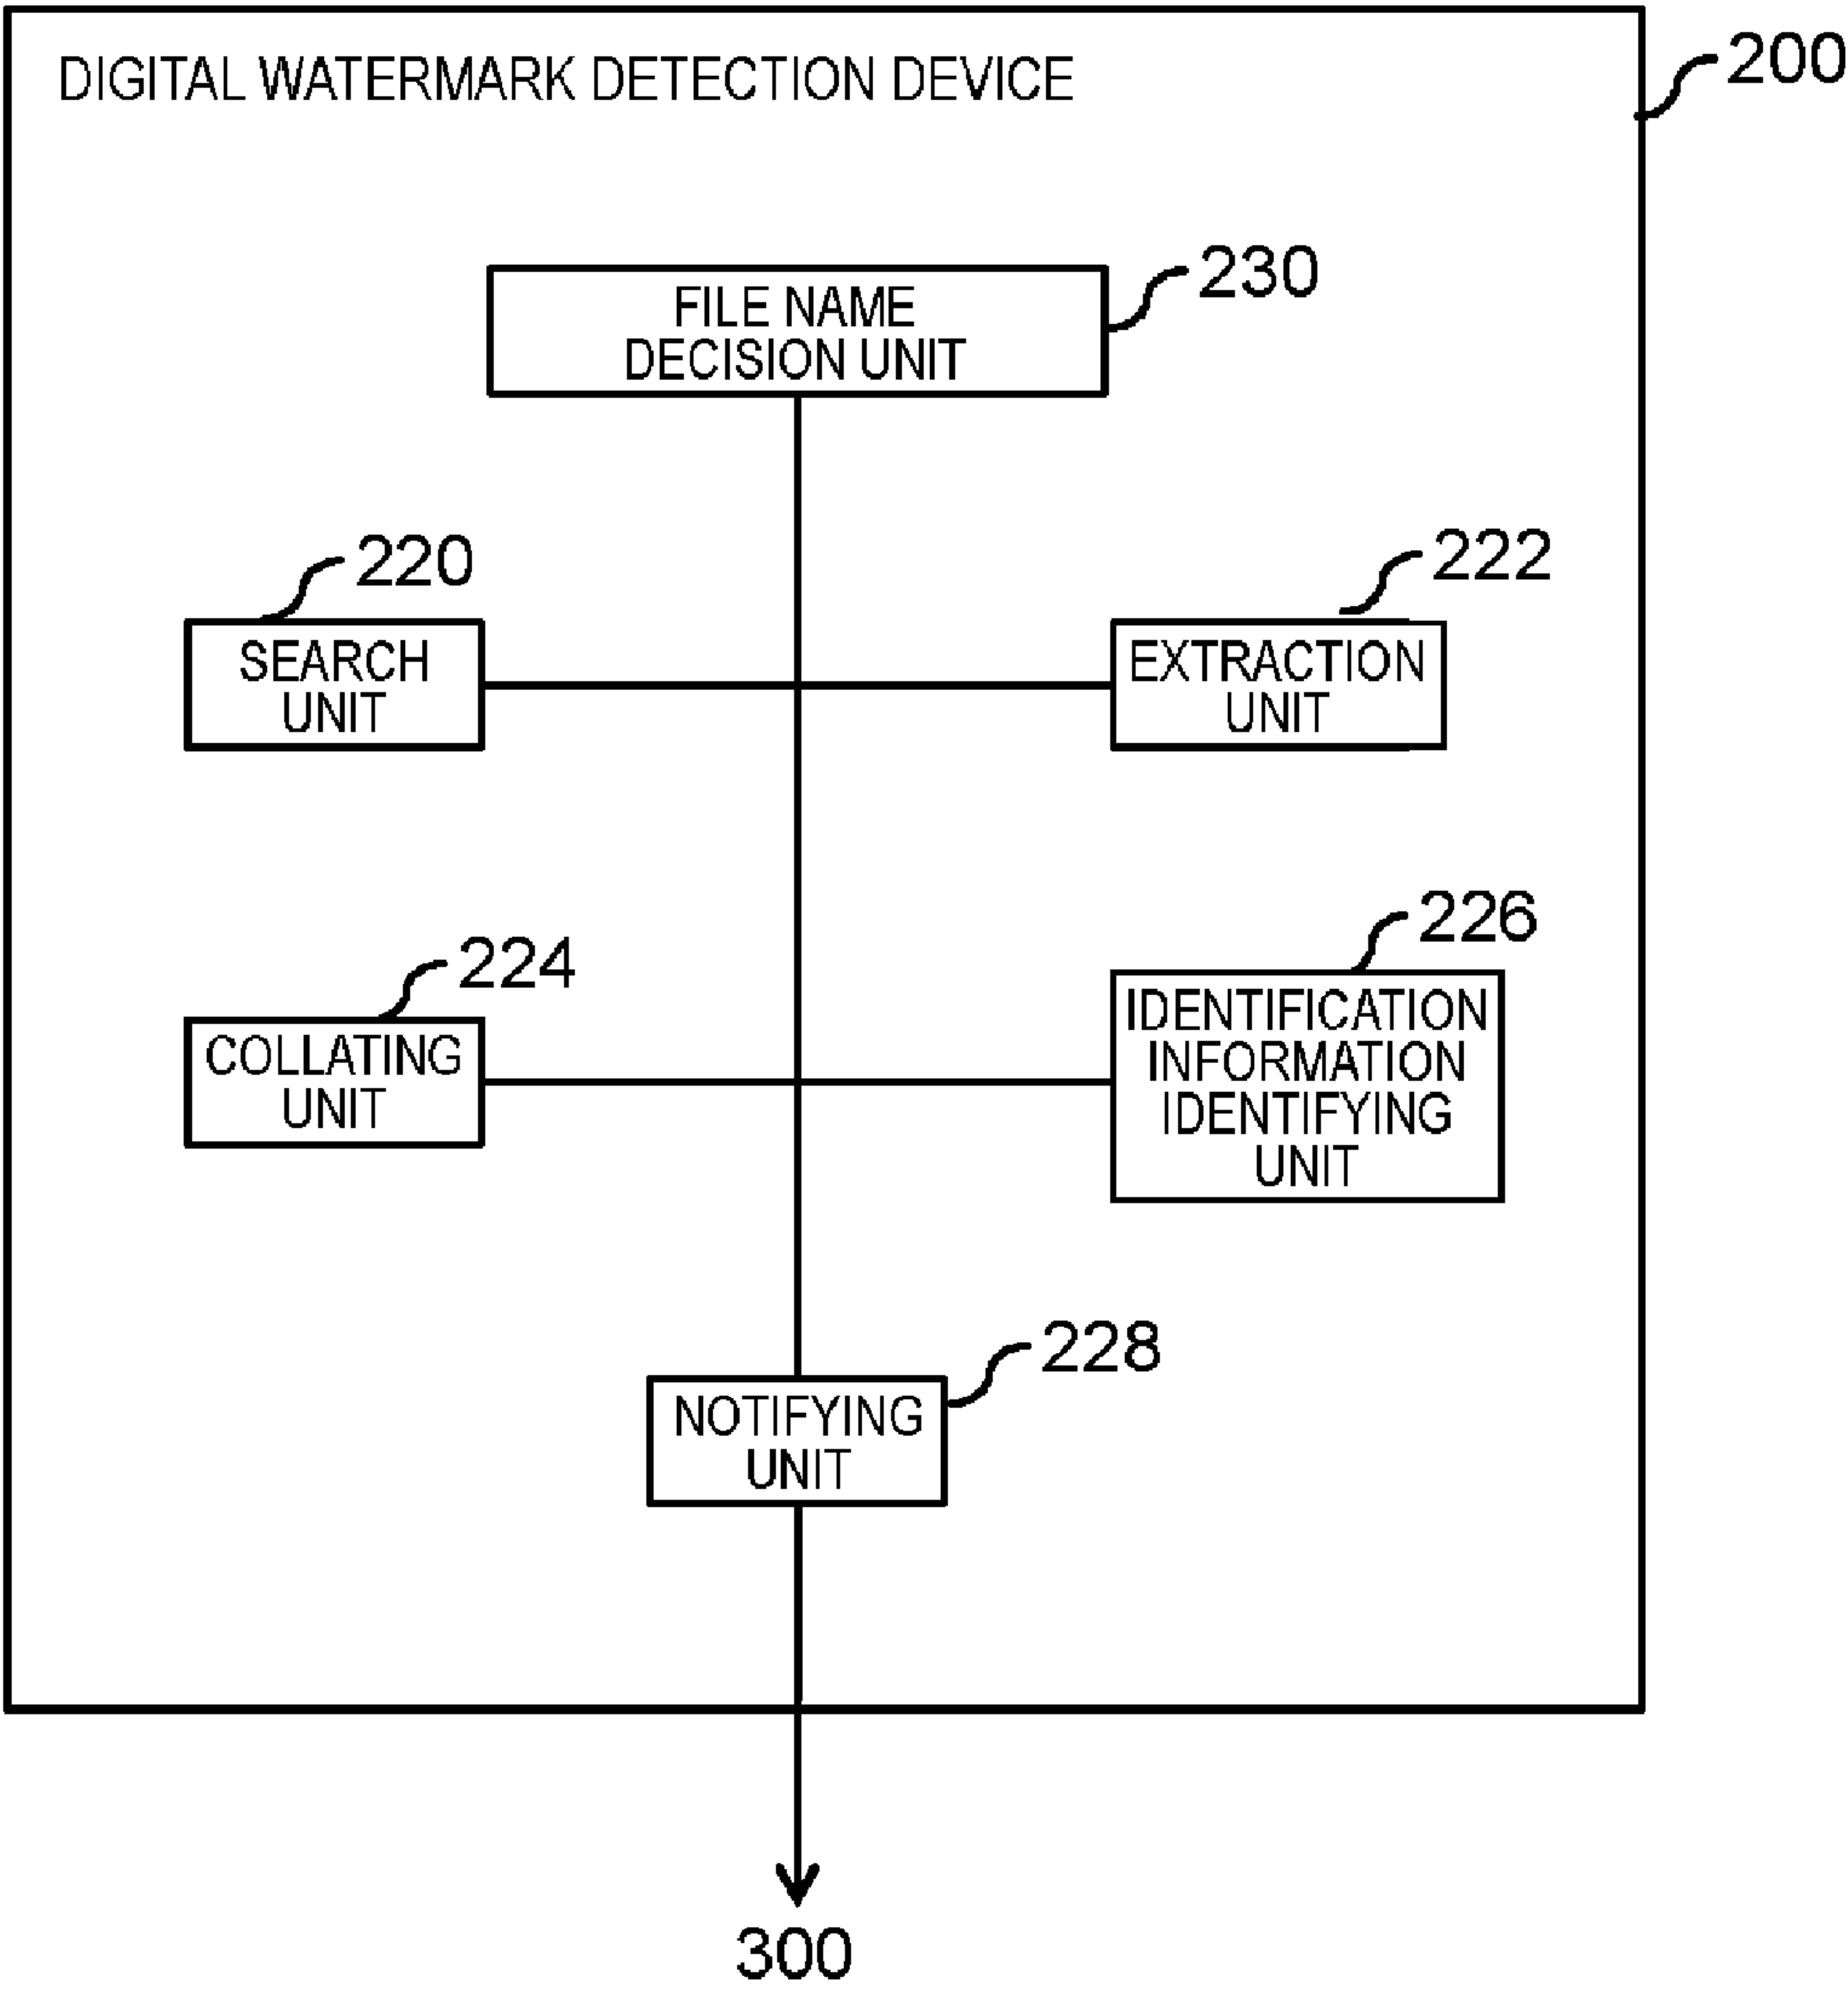 DIGITAL WATERMARK DETECTION DEVICE
200
230
FILE NAME
DECISION UNIT
220
SEARCH
UNIT
222
EXTRACTION
UNIT
224
COLLATING
UNIT
226
IDENTIFICATION
INFORMATION
IDENTIFYING
UNIT
228
NOTIFYING
UNIT
300